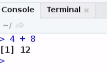 Console Terminal ×
~/
> 4 + 8
[1] 12
>